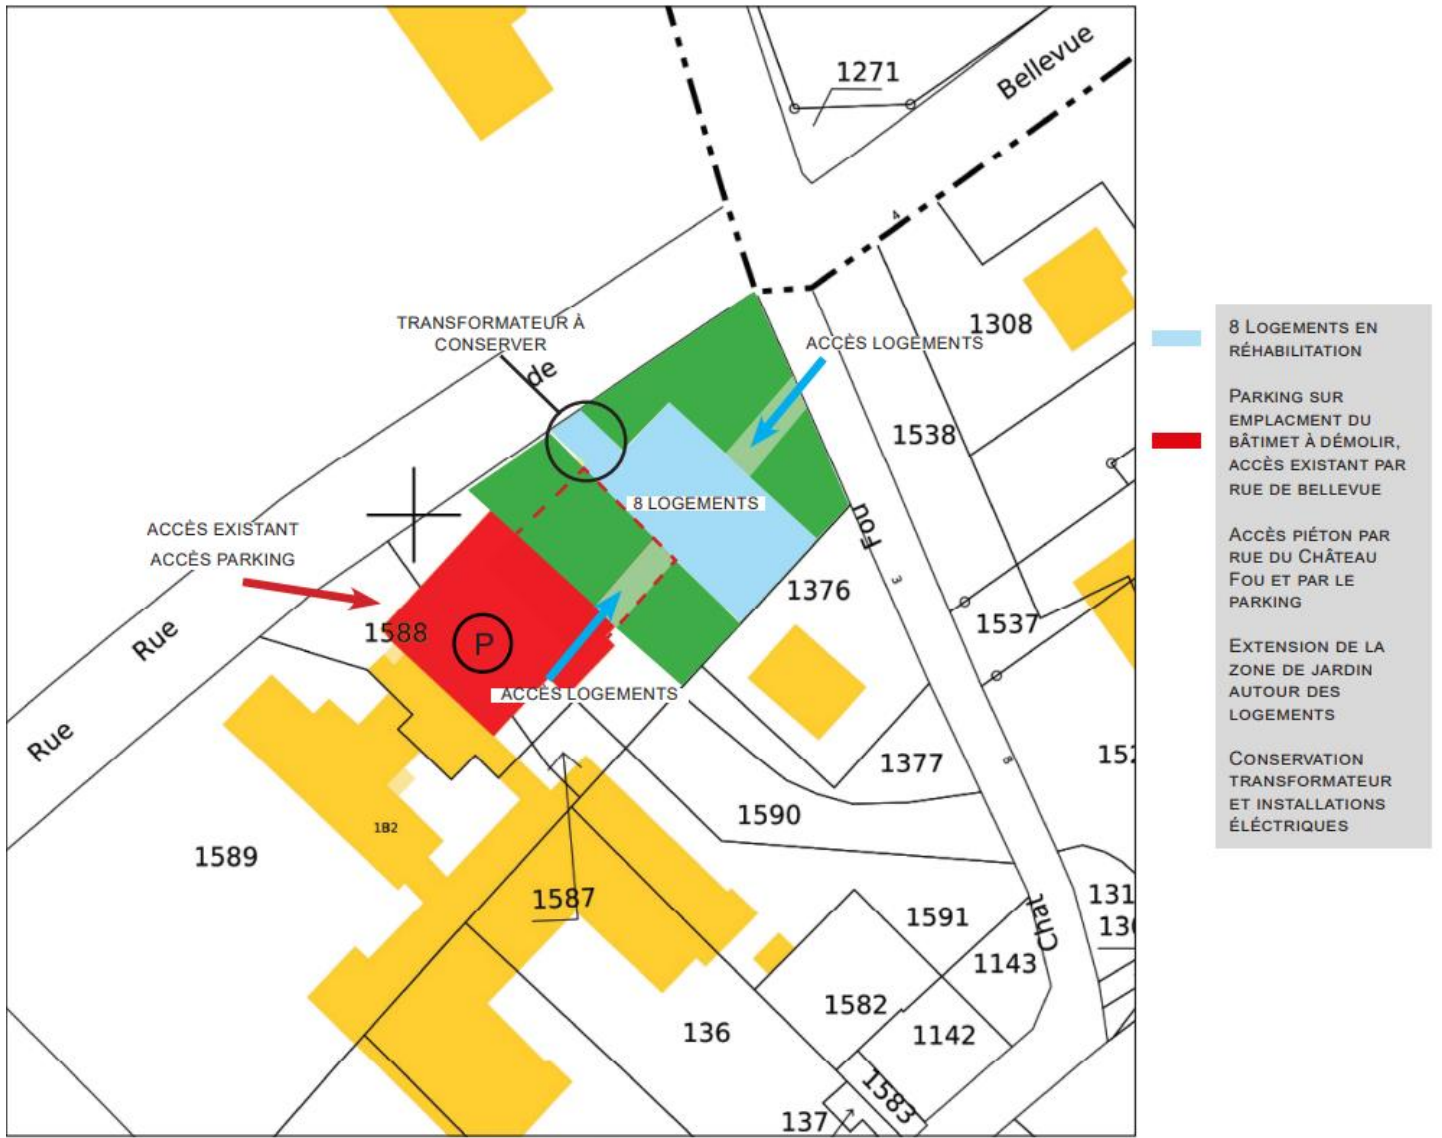 1271
Bellevue
4
1308
TRANSFORMATEUR À
CONSERVER
de
ACCÈS LOGEMENTS
1538
8 LOGEMENTS
Fou
ACCÈS EXISTANT
ACCÈS PARKING
3
1376
1588
P
Rue
1537
ACCÈS LOGEMENTS
Rue
1377
8
1590
182
1589
1587
1591
Chat
1143
1582
136
1142
1583
137
8 LOGEMENTS EN
RÉHABILITATION
PARKING SUR
EMPLACMENT DU
BÂTIMET À DÉMOLIR,
ACCÈS EXISTANT PAR
RUE DE BELLEVUE
ACCÈS PIÉTON PAR
RUE DU CHÂTEAU
FOU ET PAR LE
PARKING
EXTENSION DE LA
ZONE DE JARDIN
AUTOUR DES
LOGEMENTS
CONSERVATION
TRANSFORMATEUR
ET INSTALLATIONS
ÉLÉCTRIQUES